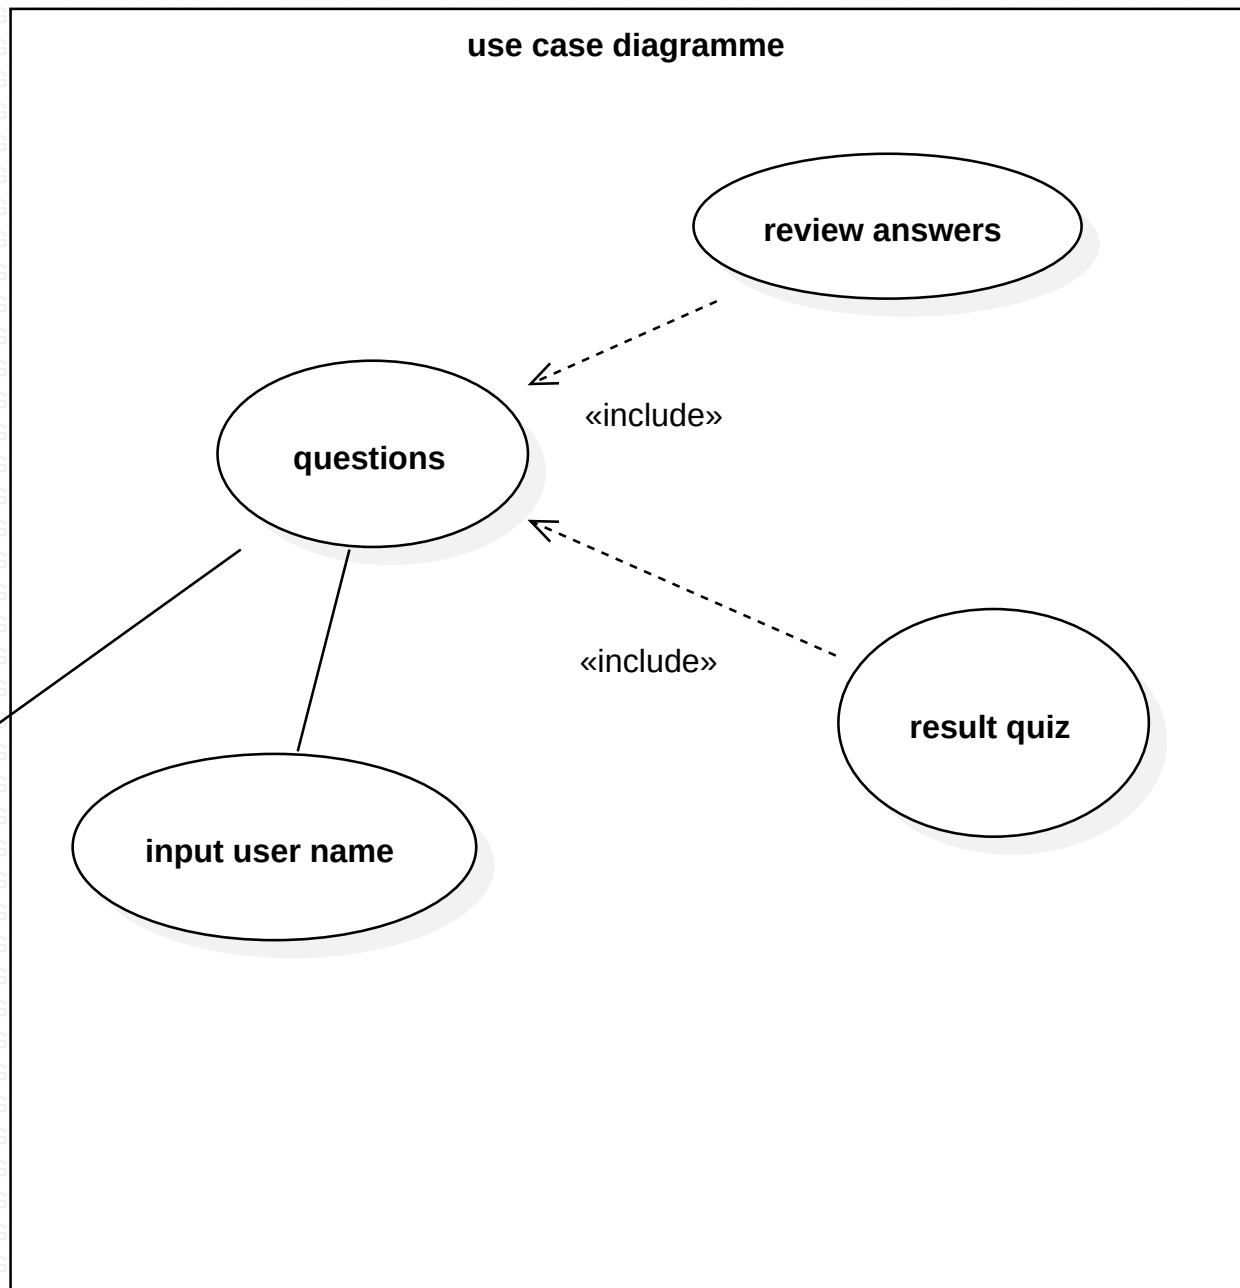 use case diagramme
review answers
«include»
questions
«include»
result quiz
input user name